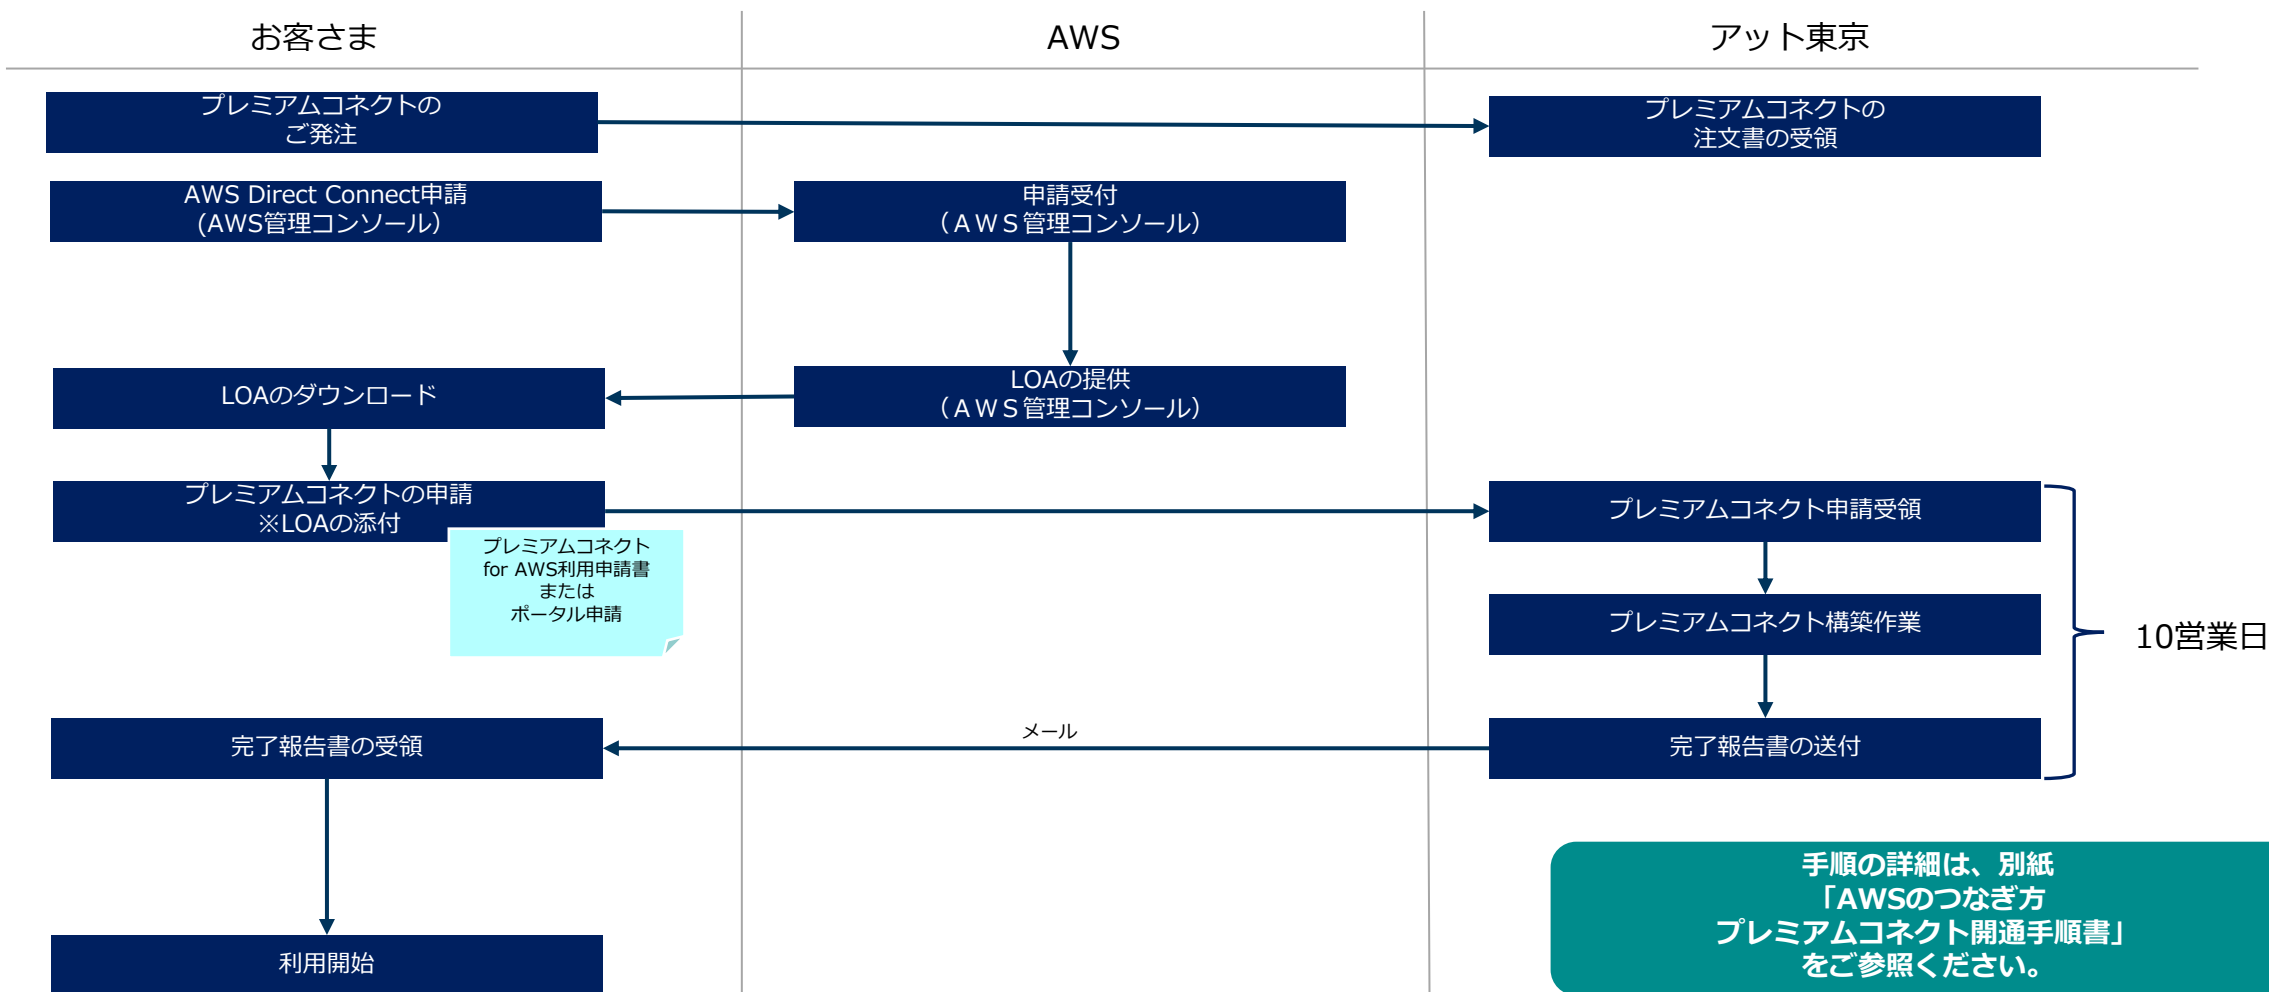 お客さま
AWS
アット東京
プレミアムコネクトの
ご発注
プレミアムコネクトの
注文書の受領
AWS Direct Connect申請
(AWS管理コンソール）
申請受付
（ＡＷＳ管理コンソール）
LOAのダウンロード
LOAの提供
（ＡＷＳ管理コンソール）
プレミアムコネクトの申請
※LOAの添付
プレミアムコネクト
for AWS利用申請書
または
ポータル申請
プレミアムコネクト申請受領
プレミアムコネクト構築作業
10営業日
完了報告書の受領
メール
完了報告書の送付
利用開始
手順の詳細は、別紙
「AWSのつなぎ方
プレミアムコネクト開通手順書」
をご参照ください。